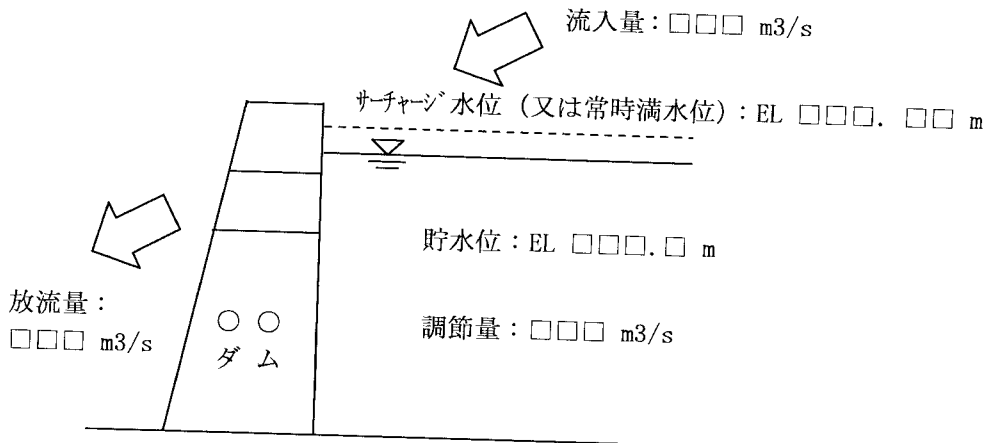 流入量：□□□ m3/s
サーチャージ水位（又は常時満水位）：EL □□□. □□ m
貯水位：EL □□□.□ m
放流量：
□□□ m3/s
調節量：□□□ m3/s
○○
ダム